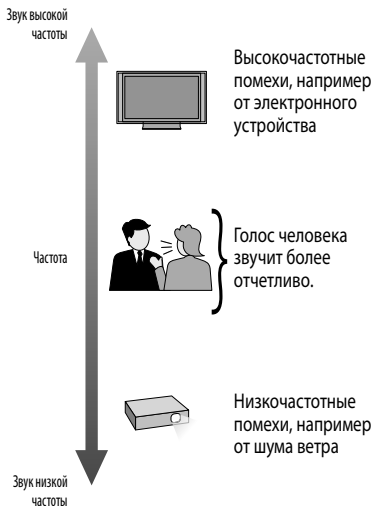 Звук высокой
частоты
Высокочастотные
помехи, например
от электронного
устройства
Частота
Голос человека
звучит более
отчетливо.
Низкочастотные
помехи, например
от шума ветра
Звук низкой
частоты